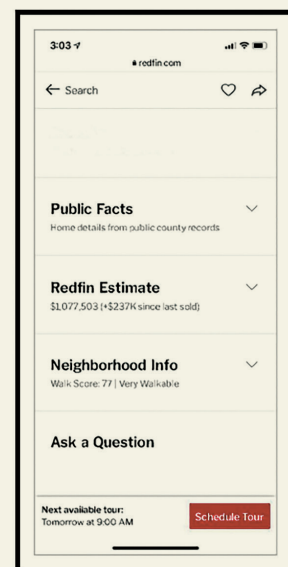 3:03
redfin.com
Search
Public Facts
Home details from public county records
Redfin Estimate
$1,077,503 (+$237K since last sold)
Neighborhood Info
Walk Score: 77 | Very Walkable
Ask a Question
Next available tour:
Tomorrow at 9:00 AM
Schedule Tour